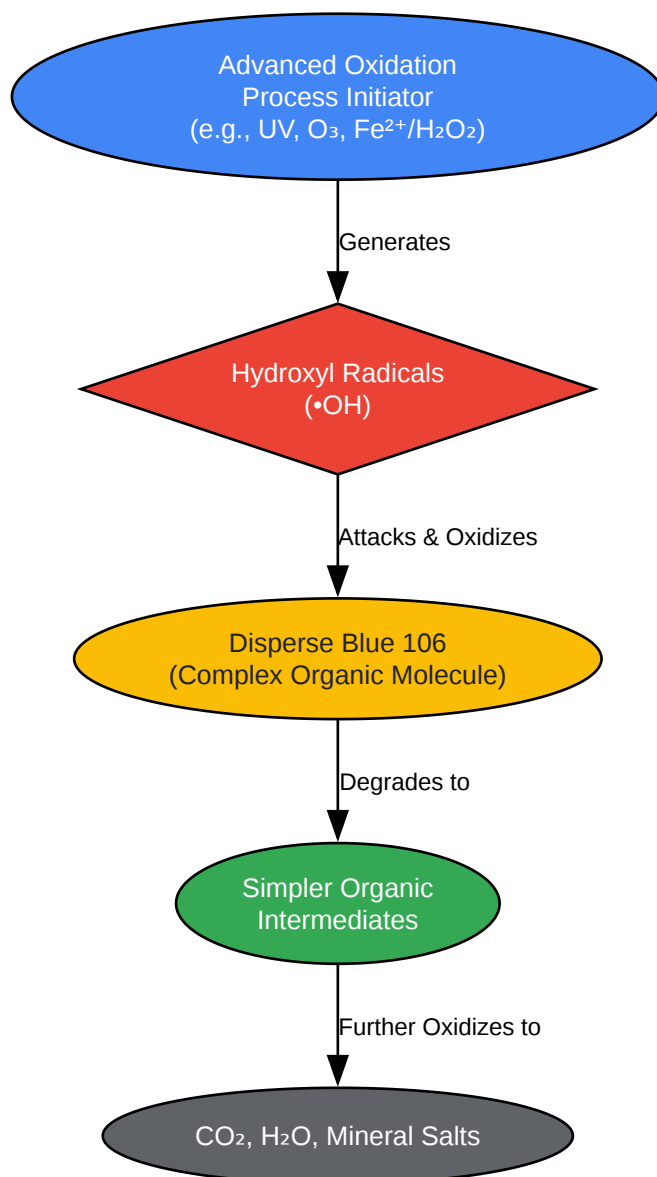 Advanced Oxidation
Process Initiator
(e.g., UV, O₃, Fe²⁺/H₂O₂)
Generates
Hydroxyl Radicals
(•OH)
Attacks & Oxidizes
Disperse Blue 106
(Complex Organic Molecule)
Degrades to
Simpler Organic
Intermediates
Further Oxidizes to
CO₂, H₂O, Mineral Salts